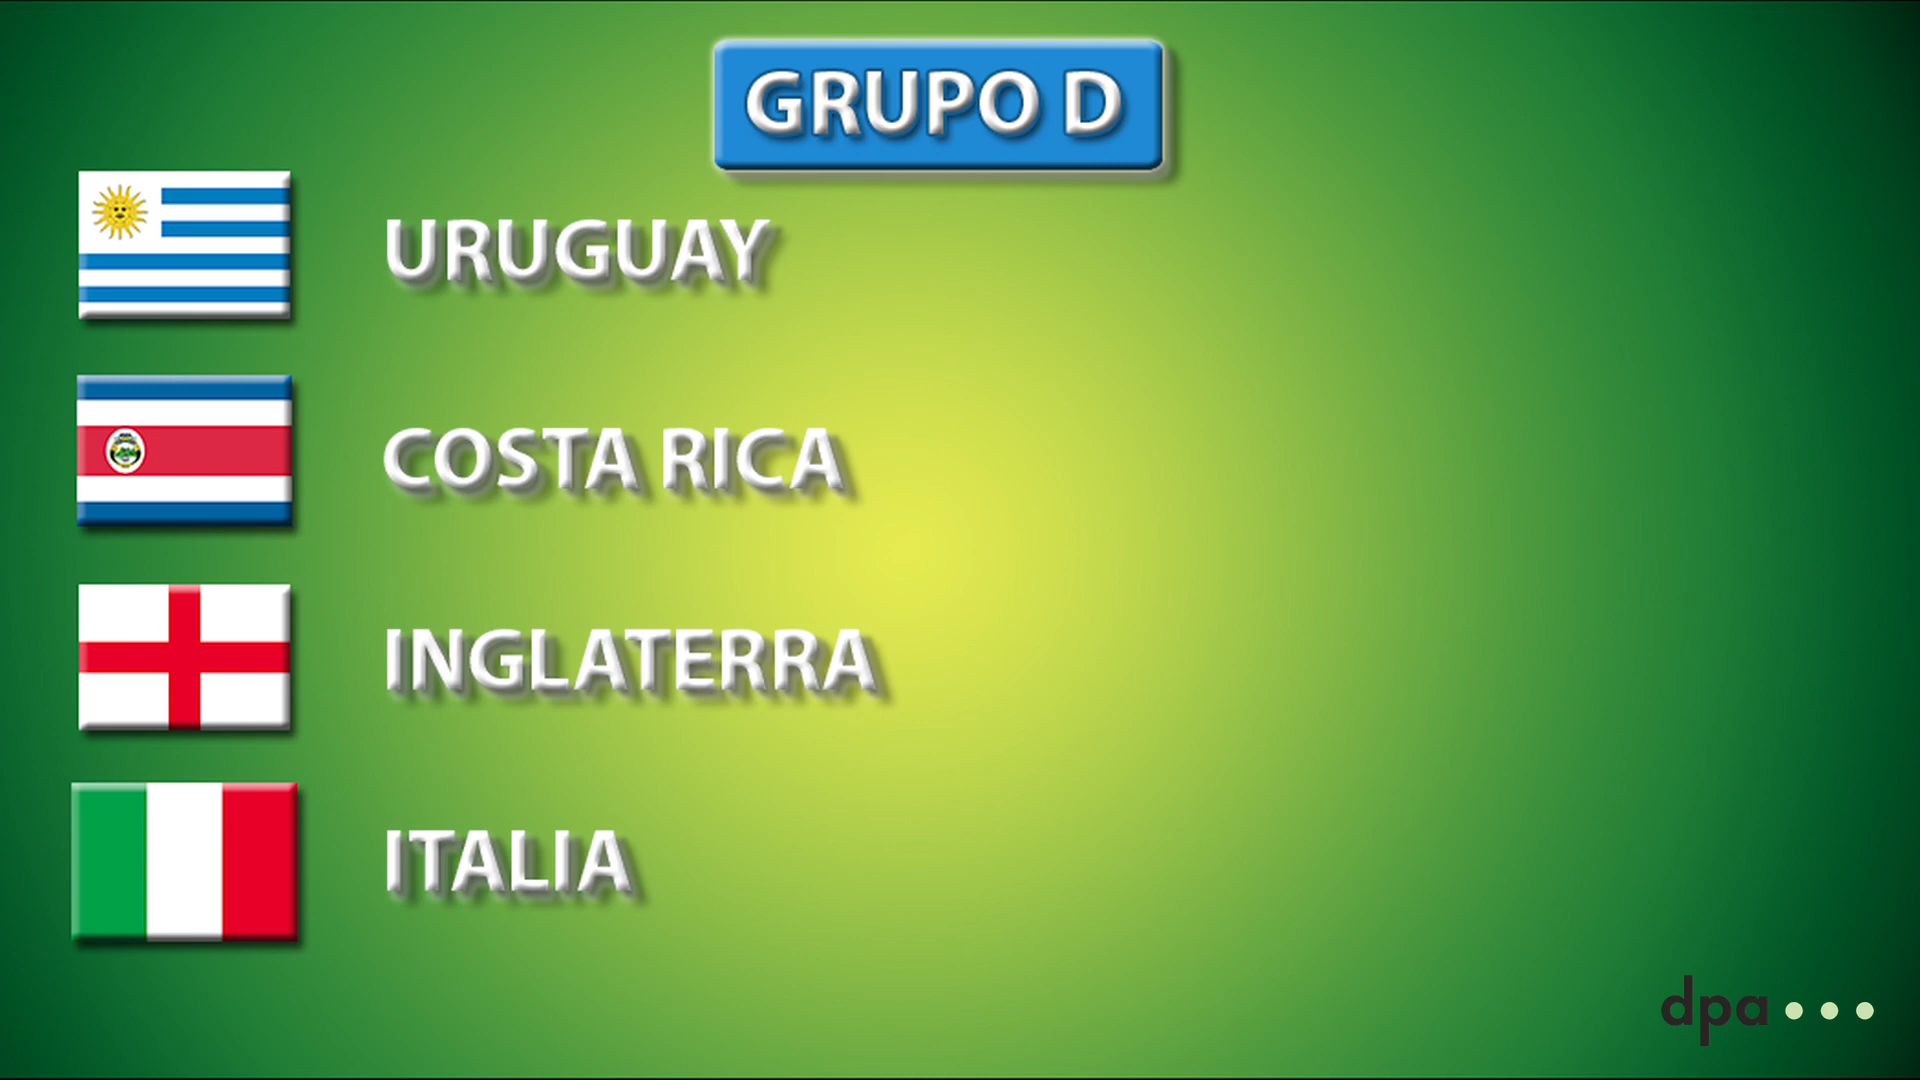 GRUPO D
URUGUAY
COSTA RICA
INGLATERRA
ITALIA
dpa